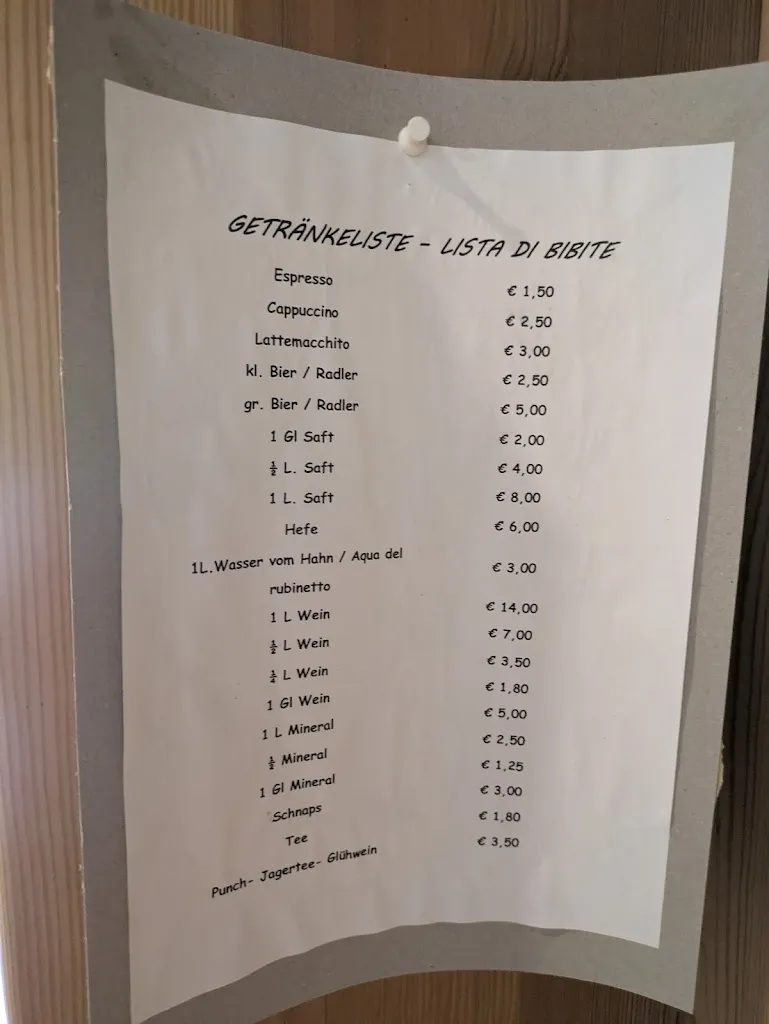 GETRÄNKELISTE - LISTA DI BIBITE
Espresso € 1,50
Cappuccino € 2,50
Lattemacchito € 3,00
kl. Bier / Radler € 2,50
gr. Bier / Radler € 5,00
1 Gl Saft € 2,00
½ L. Saft € 4,00
1 L. Saft € 8,00
Hefe € 6,00
1L.Wasser vom Hahn / Aqua del € 3,00
rubinetto
1 L Wein € 14,00
½ L Wein € 7,00
¼ L Wein € 3,50
1 Gl Wein € 1,80
1 L Mineral € 5,00
½ Mineral € 2,50
1 Gl Mineral € 1,25
Schnaps € 3,00
Tee € 1,80
Punch- Jagertee- Glühwein € 3,50